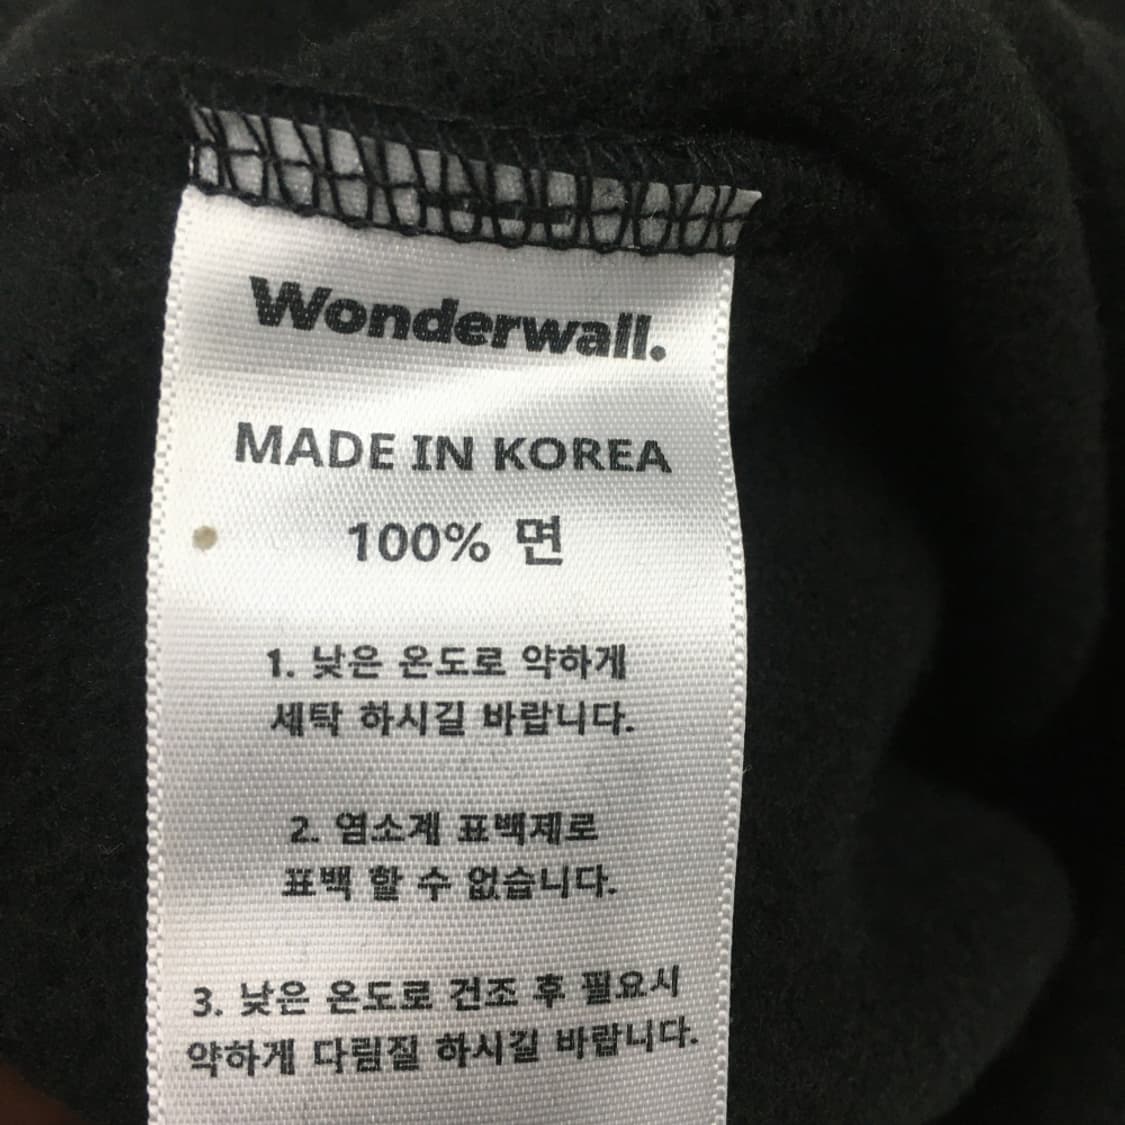 Wonderwall.
MADE IN KOREA
100% 면
1. 낮은 온도로 약하게
세탁 하시길 바랍니다.
2. 염소계 표백제로
표백 할 수 없습니다.
3. 낮은 온도로 건조 후 필요시
약하게 다림질 하시길 바랍니다.